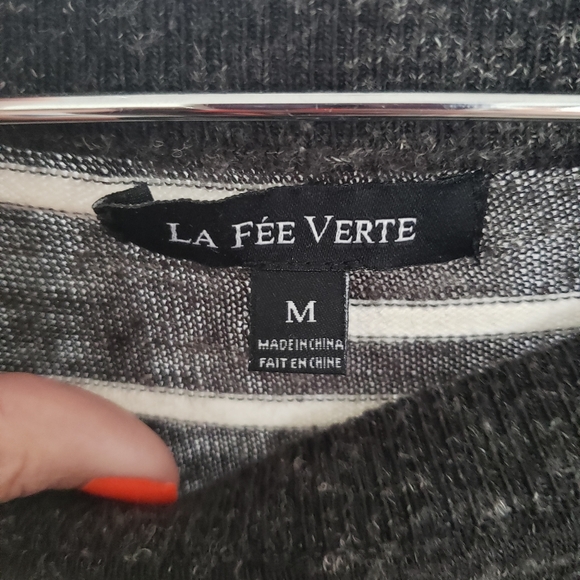 LA FÉE VERTE
M
MADE IN CHINA
FAIT EN CHINE